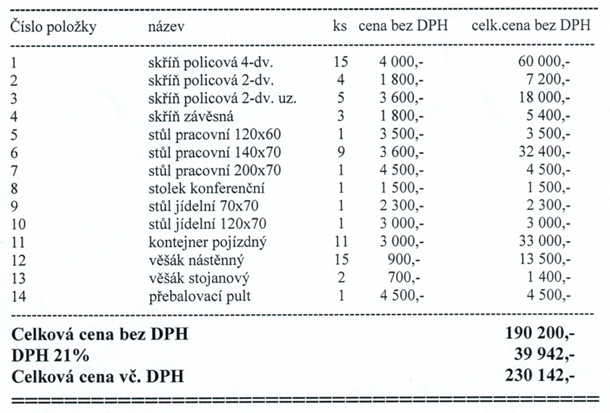 Číslo položky název ks cena bez DPH celk.cena bez DPH
1 skříň policová 4-dv. 15 4 000,- 60 000,-
2 skříň policová 2-dv. 4 1 800,- 7 200,-
3 skříň policová 2-dv. uz. 5 3 600,- 18 000,-
4 skříň závěsná 3 1 800,- 5 400,-
5 stůl pracovní 120x60 1 3 500,- 3 500,-
6 stůl pracovní 140x70 9 3 600,- 32 400,-
7 stůl pracovní 200x70 1 4 500,- 4 500,-
8 stolek konferenční 1 1 500,- 1 500,-
9 stůl jídelní 70x70 1 2 300,- 2 300,-
10 stůl jídelní 120x70 1 3 000,- 3 000,-
11 kontejner pojízdný 11 3 000,- 33 000,-
12 věšák nástěnný 15 900,- 13 500,-
13 věšák stojanový 2 700,- 1 400,-
14 přebalovací pult 1 4 500,- 4 500,-
Celková cena bez DPH 190 200,-
DPH 21% 39 942,-
Celková cena vč. DPH 230 142,-